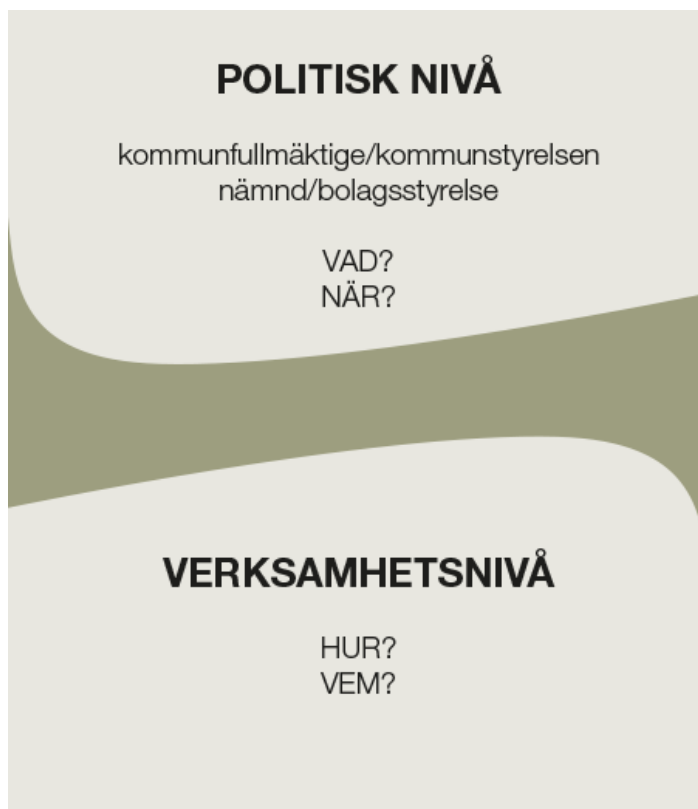 POLITISK NIVÅ
kommunfullmäktige/kommunstyrelsen
nämnd/bolagsstyrelse
VAD?
NÄR?
VERKSAMHETSNIVÅ
HUR?
VEM?